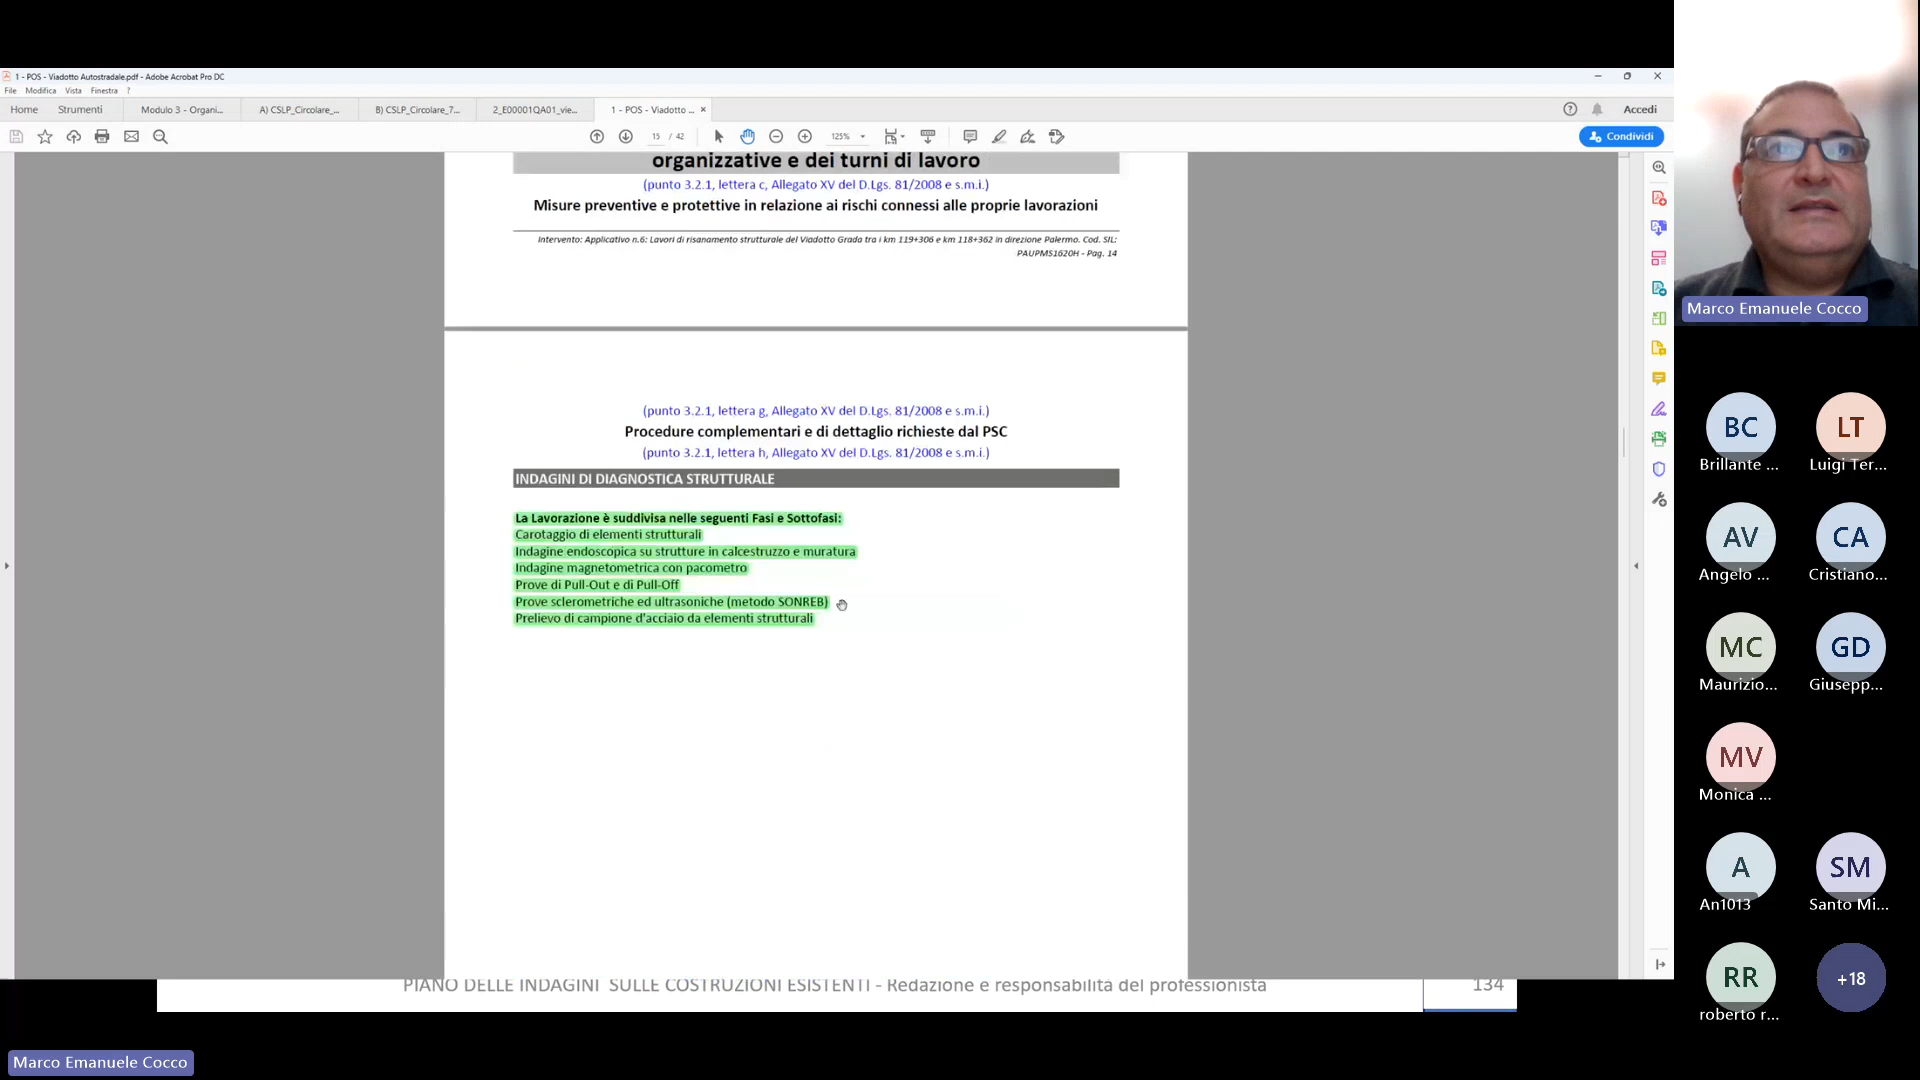 1 - POS - Viadotto Autostradale.pdf - Adobe Acrobat Pro DC
File Modifica Vista Finestra ?
Home Strumenti Modulo 3 - Organi... A) CSLP_Circolare_... B) CSLP_Circolare_7... 2_E00001QA01_vie... 1 - POS - Viadotto ... × Accedi
15 / 42 125% Condividi
organizzative e dei turni di lavoro
(punto 3.2.1, lettera c, Allegato XV del D.Lgs. 81/2008 e s.m.i.)
Misure preventive e protettive in relazione ai rischi connessi alle proprie lavorazioni
Intervento: Applicativo n.6: Lavori di risanamento strutturale del Viadotto Grada tra i km 119+306 e km 118+362 in direzione Palermo. Cod. SIL:
PAUPMS1620H - Pag. 14
(punto 3.2.1, lettera g, Allegato XV del D.Lgs. 81/2008 e s.m.i.)
Procedure complementari e di dettaglio richieste dal PSC
(punto 3.2.1, lettera h, Allegato XV del D.Lgs. 81/2008 e s.m.i.)
INDAGINI DI DIAGNOSTICA STRUTTURALE
La Lavorazione è suddivisa nelle seguenti Fasi e Sottofasi:
Carotaggio di elementi strutturali
Indagine endoscopica su strutture in calcestruzzo e muratura
Indagine magnetometrica con pacometro
Prove di Pull-Out e di Pull-Off
Prove sclerometriche ed ultrasoniche (metodo SONREB)
Prelievo di campione d'acciaio da elementi strutturali
PIANO DELLE INDAGINI SULLE COSTRUZIONI ESISTENTI - Redazione e responsabilità del professionista 134
Marco Emanuele Cocco
Marco Emanuele Cocco
BC LT
Brillante ... Luigi Ter...
AV CA
Angelo ... Cristiano...
MC GD
Maurizio... Giusepp...
MV
Monica ...
A SM
An1013 Santo Mi...
RR +18
roberto r...